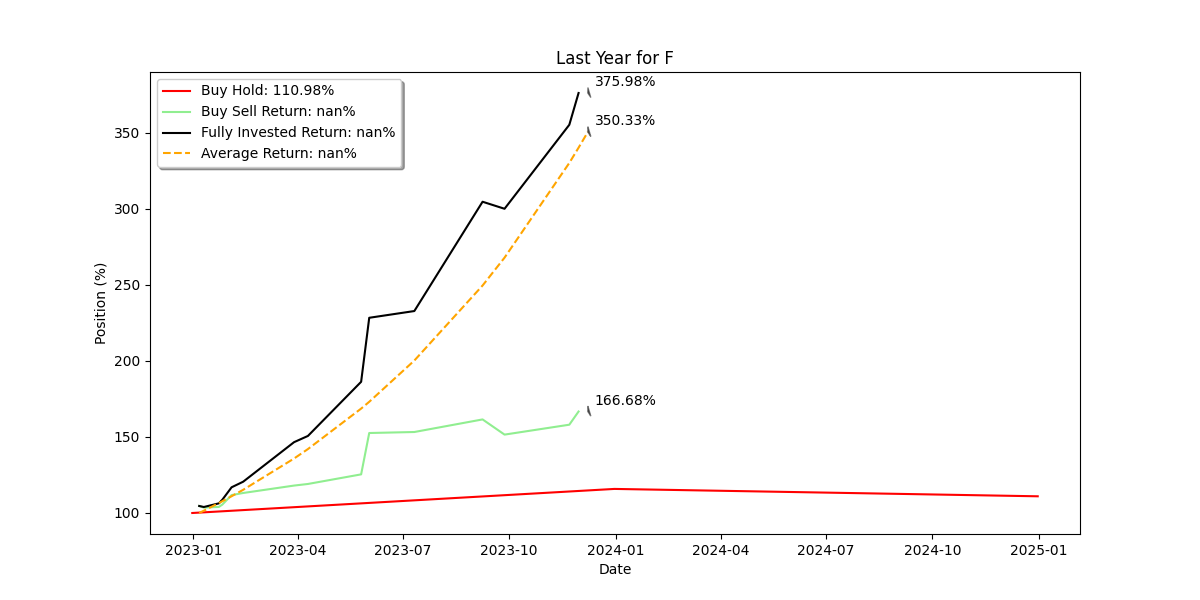 Last Year for F
Buy Hold: 110.98%
Buy Sell Return: nan%
Fully Invested Return: nan%
Average Return: nan%
375.98%
350.33%
166.68%
Position (%)
350
300
250
200
150
100
2023-01
2023-04
2023-07
2023-10
2024-01
2024-04
2024-07
2024-10
2025-01
Date